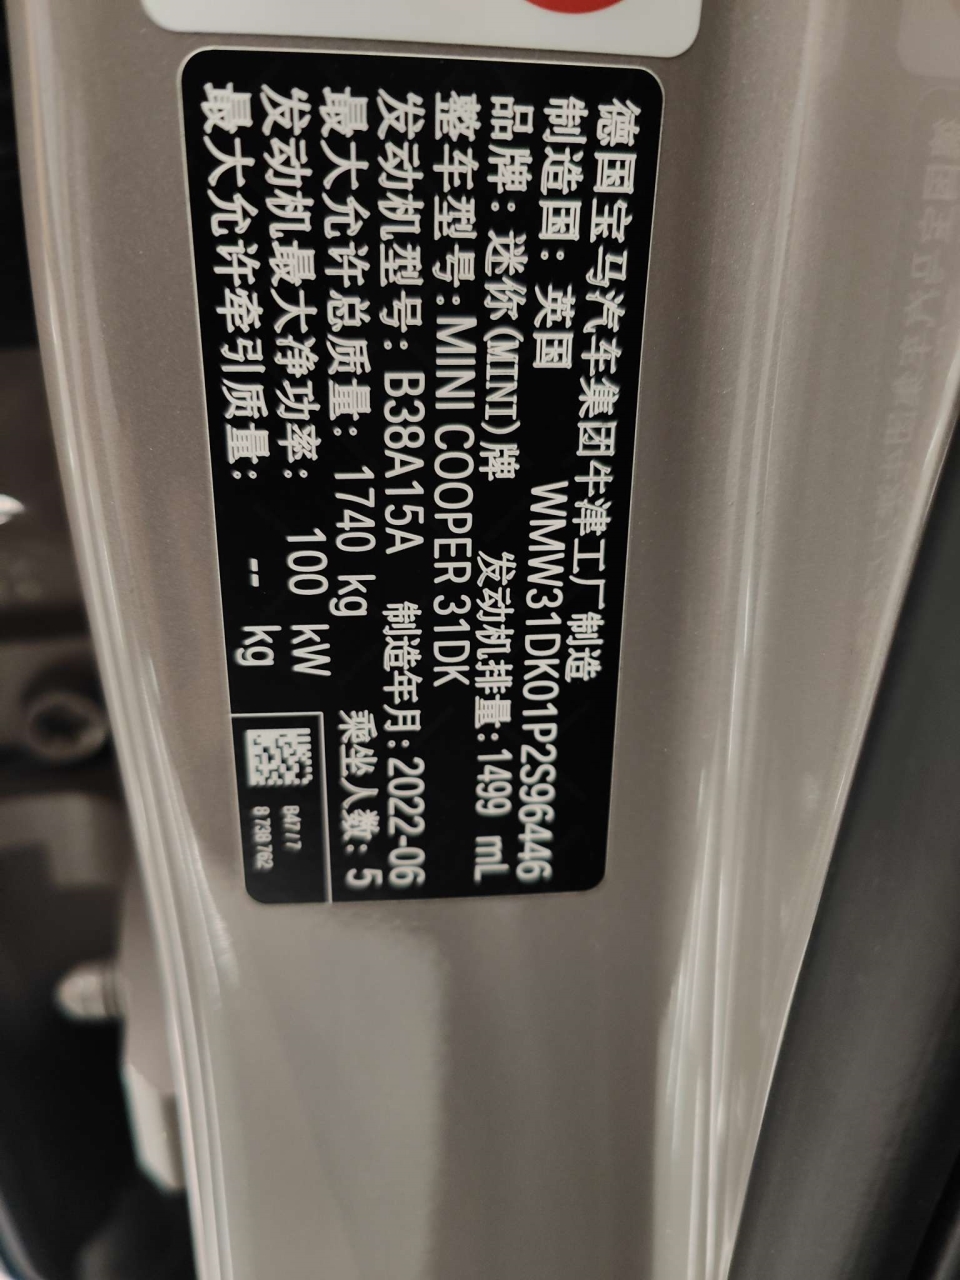 德国宝马汽车集团牛津工厂制造
制造国：英国 WMW31DK01P2S96446
品牌：迷你(MINI)牌 发动机排量:1499 mL
整车型号:MINI COOPER 31DK
发动机型号: B38A15A 制造年月:2022-06
最大允许总质量: 1740 kg 乘坐人数: 5
发动机最大净功率: 100 kW
最大允许牵引质量: -- kg
B47/7
8 738 762